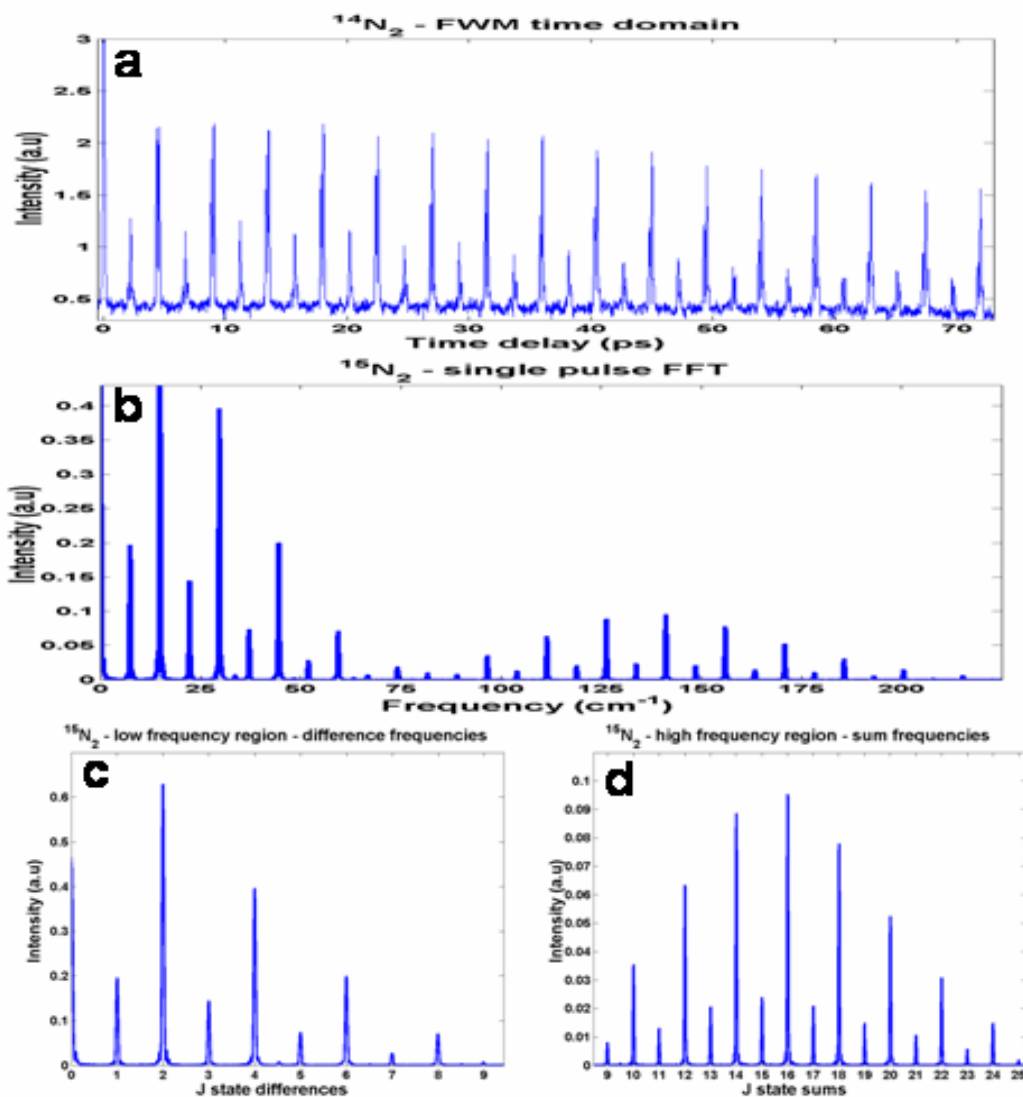 ¹⁴N₂ - FWM time domain
a
3
2.5
2
1.5
1
0.5
Intensity (a.u)
0 10 20 30 40 50 60 70
Time delay (ps)
¹⁵N₂ - single pulse FFT
b
0.4
0.35
0.3
0.25
0.2
0.15
0.1
0.05
0
Intensity (a.u)
0 25 50 75 100 125 150 175 200
Frequency (cm⁻¹)
¹⁵N₂ - low frequency region - difference frequencies
c
0.6
0.5
0.4
0.3
0.2
0.1
0
Intensity (a.u)
0 1 2 3 4 5 6 7 8 9
J state differences
¹⁵N₂ - high frequency region - sum frequencies
d
0.1
0.09
0.08
0.07
0.06
0.05
0.04
0.03
0.02
0.01
0
Intensity (a.u)
9 10 11 12 13 14 15 16 17 18 19 20 21 22 23 24 25
J state sums